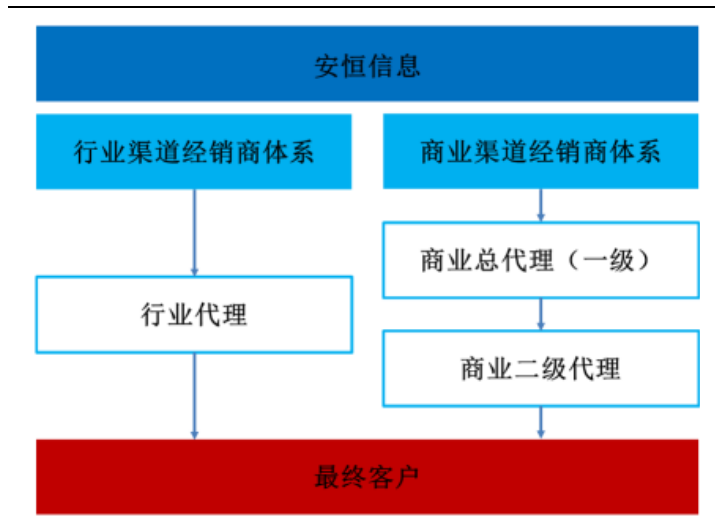 安恒信息
行业渠道经销商体系
商业渠道经销商体系
商业总代理（一级）
行业代理
商业二级代理
最终客户